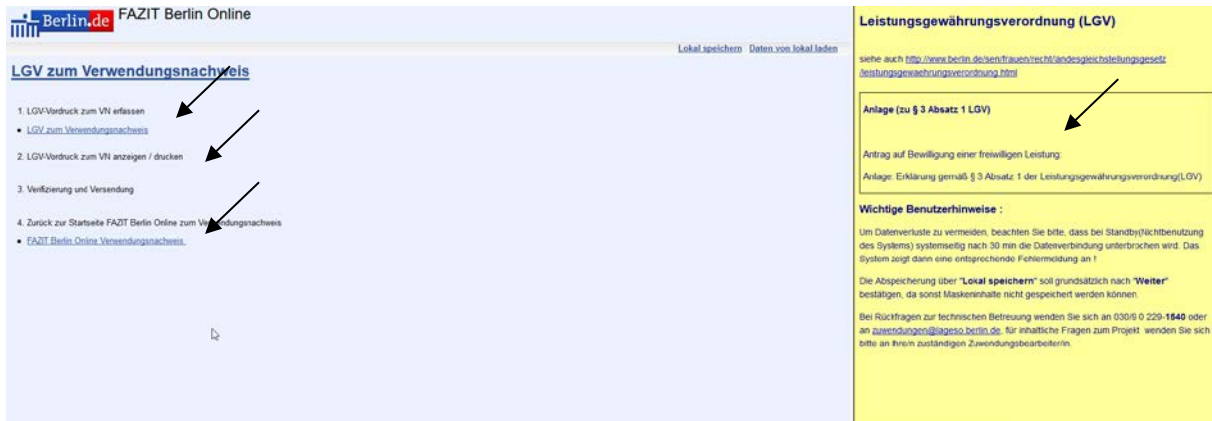 Berlin.de
FAZIT Berlin Online
Lokal speichern Daten von lokal laden
LGV zum Verwendungsnachweis
1. LGV-Vordruck zum VN erfassen
• LGV zum Verwendungsnachweis
2. LGV-Vordruck zum VN anzeigen / drucken
3. Verifizierung und Versendung
4. Zurück zur Startseite FAZIT Berlin Online zum Verwendungsnachweis
• FAZIT Berlin Online Verwendungsnachweis
Leistungsgewährungsverordnung (LGV)
siehe auch http://www.berlin.de/sen/frauen/recht/landesgleichstellungsgesetz
/leistungsgewaehrungsverordnung.html
Anlage (zu § 3 Absatz 1 LGV)
Antrag auf Bewilligung einer freiwilligen Leistung:
Anlage: Erklärung gemäß § 3 Absatz 1 der Leistungsgewährungsverordnung(LGV)
Wichtige Benutzerhinweise :
Um Datenverluste zu vermeiden, beachten Sie bitte, dass bei Standby(Nichtbenutzung
des Systems) systemseitig nach 30 min die Datenverbindung unterbrochen wird. Das
System zeigt dann eine entsprechende Fehlermeldung an !
Die Abspeicherung über "Lokal speichern" soll grundsätzlich nach "Weiter"
bestätigen, da sonst Maskeninhalte nicht gespeichert werden können.
Bei Rückfragen zur technischen Betreuung wenden Sie sich an 030/9 0 229-1640 oder
an zuwendungen@lageso.berlin.de, für inhaltliche Fragen zum Projekt wenden Sie sich
bitte an Ihre/n zuständigen Zuwendungsbearbeiter/in.